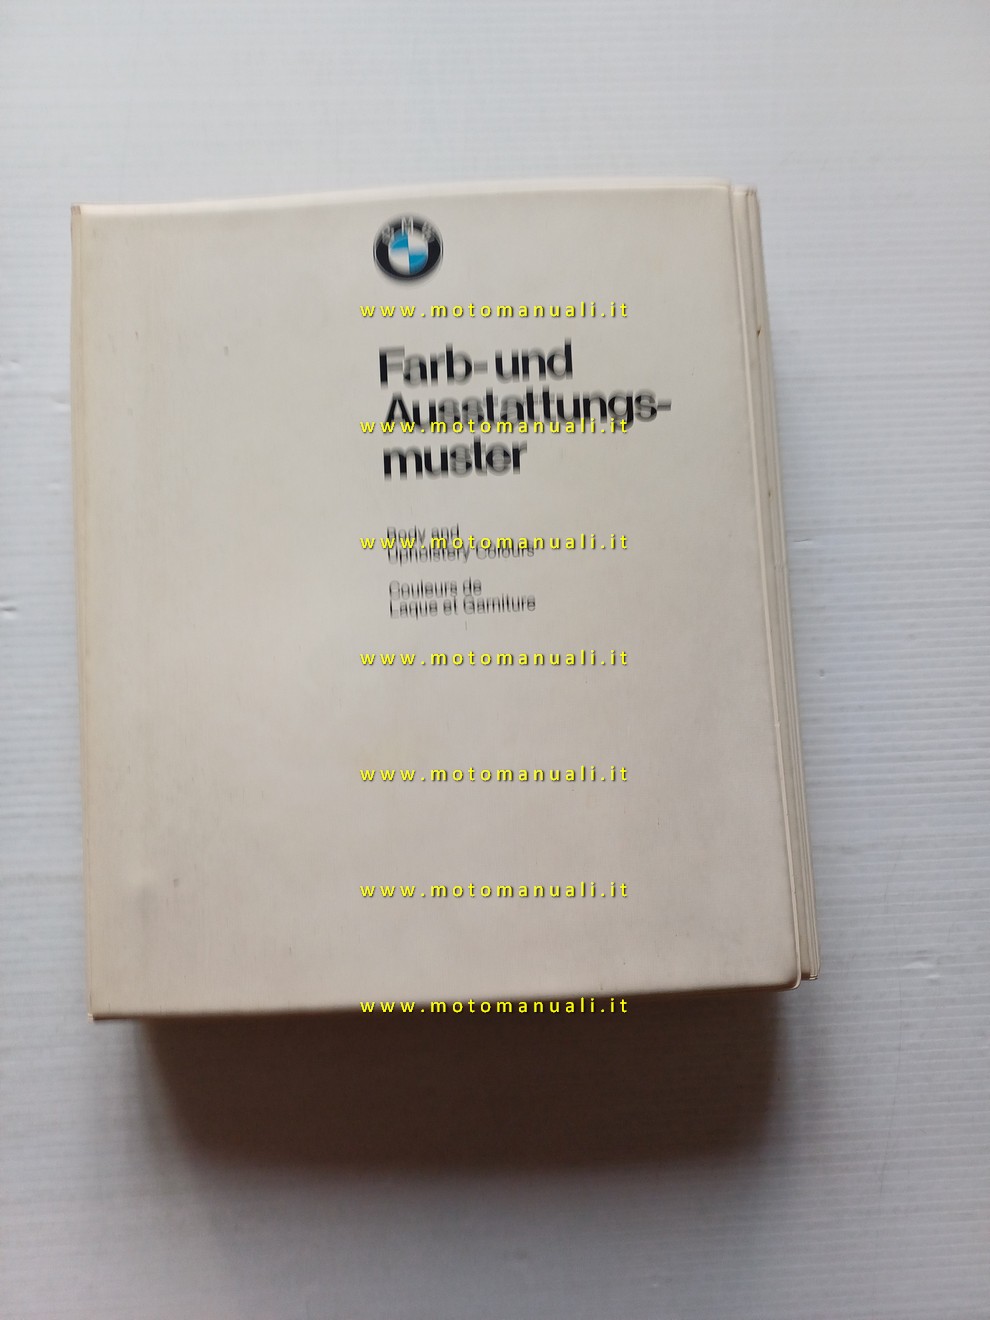 BMW
www.motomanuali.it
Farb- und
Ausstattungs-
www.motomanuali.it
muster
Body and
www.motomanuali.it
Upholstery Colours
Couleurs de
Laque et Garniture
www.motomanuali.it
www.motomanuali.it
www.motomanuali.it
www.motomanuali.it